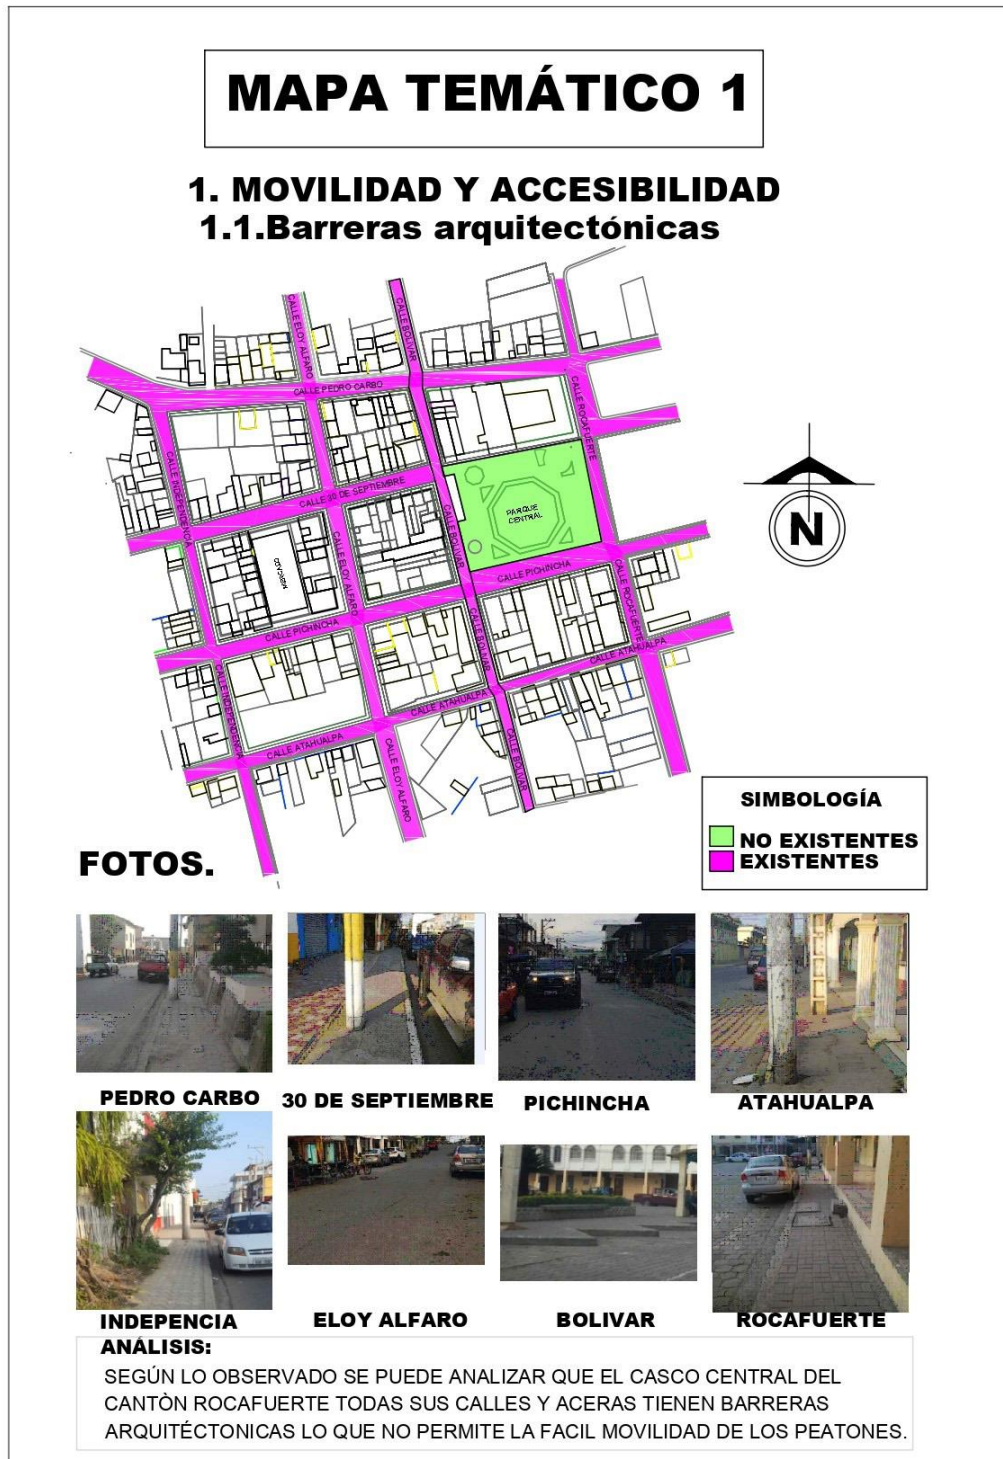 MAPA TEMÁTICO 1
1. MOVILIDAD Y ACCESIBILIDAD
1.1.Barreras arquitectónicas
CALLE ELOY ALFARO
CALLE BOLIVAR
CALLE PEDRO CARBO
CALLE ROCAFUERTE
CALLE INDEPENDENCIA
CALLE 30 DE SEPTIEMBRE
PARQUE
CENTRAL
N
MERCADO
CALLE ELOY ALFARO
CALLE BOLIVAR
CALLE PICHINCHA
CALLE ROCAFUERTE
CALLE PICHINCHA
CALLE BOLIVAR
CALLE ATAHUALPA
CALLE INDEPENDENCIA
CALLE ATAHUALPA
CALLE ATAHUALPA
CALLE ELOY ALFARO
CALLE BOLIVAR
SIMBOLOGÍA
NO EXISTENTES
EXISTENTES
FOTOS.
PEDRO CARBO
30 DE SEPTIEMBRE
PICHINCHA
ATAHUALPA
INDEPENCIA
ELOY ALFARO
BOLIVAR
ROCAFUERTE
ANÁLISIS:
SEGÚN LO OBSERVADO SE PUEDE ANALIZAR QUE EL CASCO CENTRAL DEL
CANTÒN ROCAFUERTE TODAS SUS CALLES Y ACERAS TIENEN BARRERAS
ARQUITÉCTONICAS LO QUE NO PERMITE LA FACIL MOVILIDAD DE LOS PEATONES.